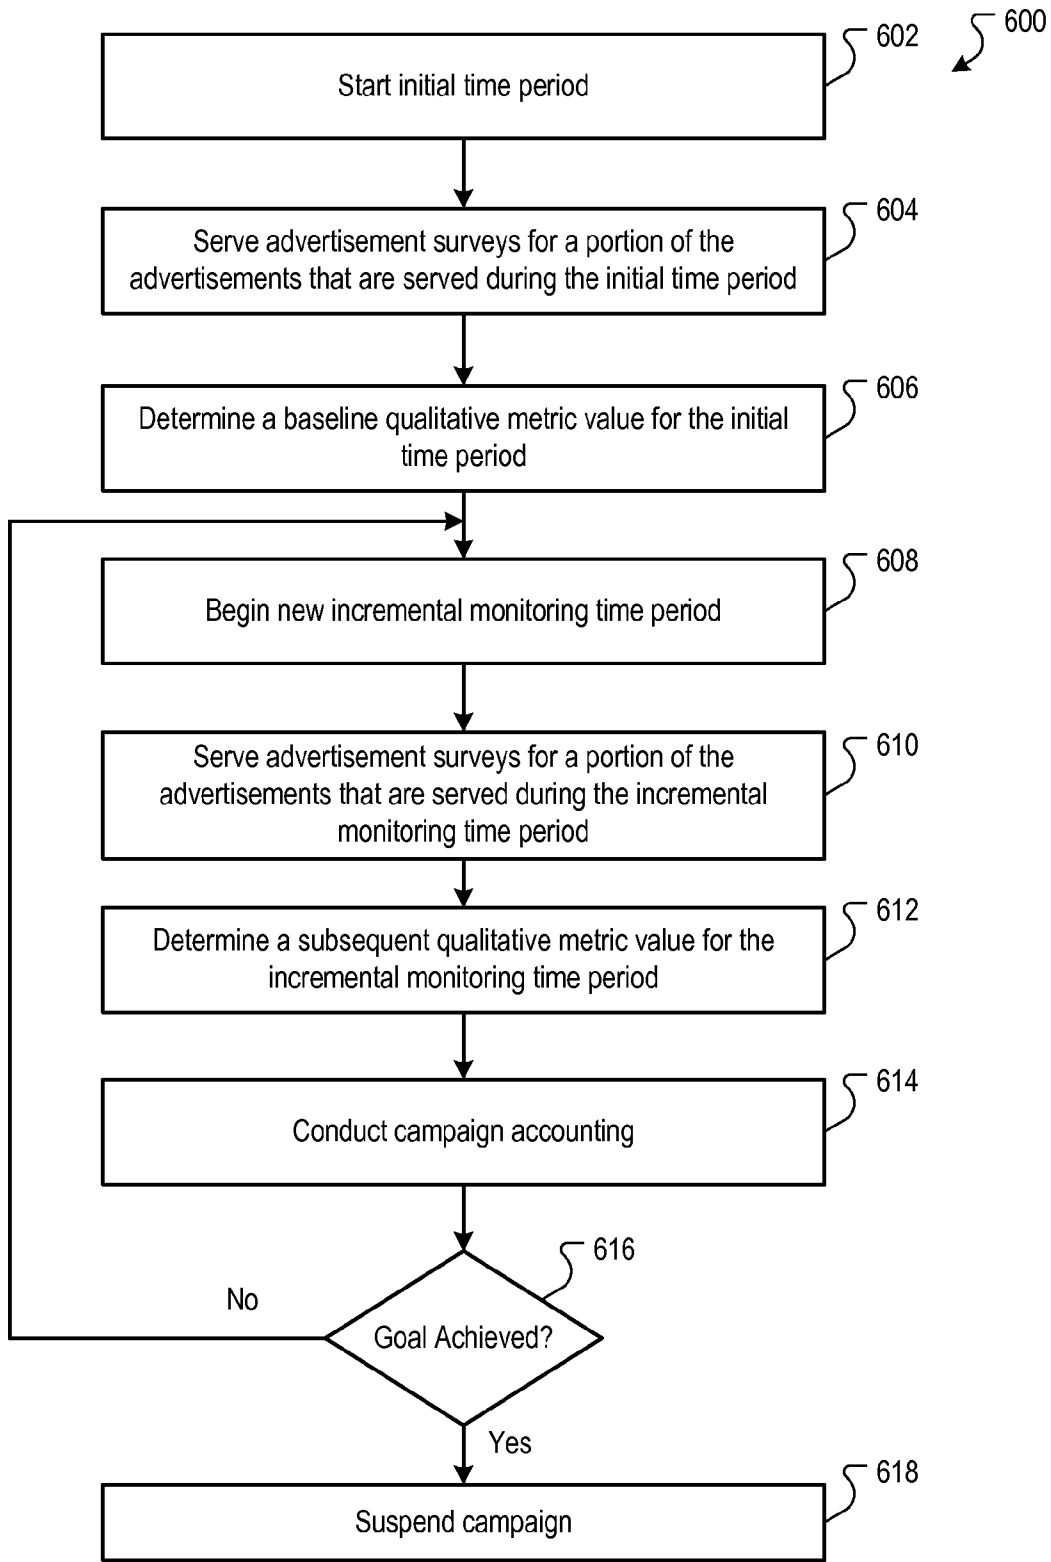 600
602
Start initial time period
604
Serve advertisement surveys for a portion of the
advertisements that are served during the initial time period
606
Determine a baseline qualitative metric value for the initial
time period
608
Begin new incremental monitoring time period
610
Serve advertisement surveys for a portion of the
advertisements that are served during the incremental
monitoring time period
612
Determine a subsequent qualitative metric value for the
incremental monitoring time period
614
Conduct campaign accounting
616
No
Goal Achieved?
Yes
618
Suspend campaign